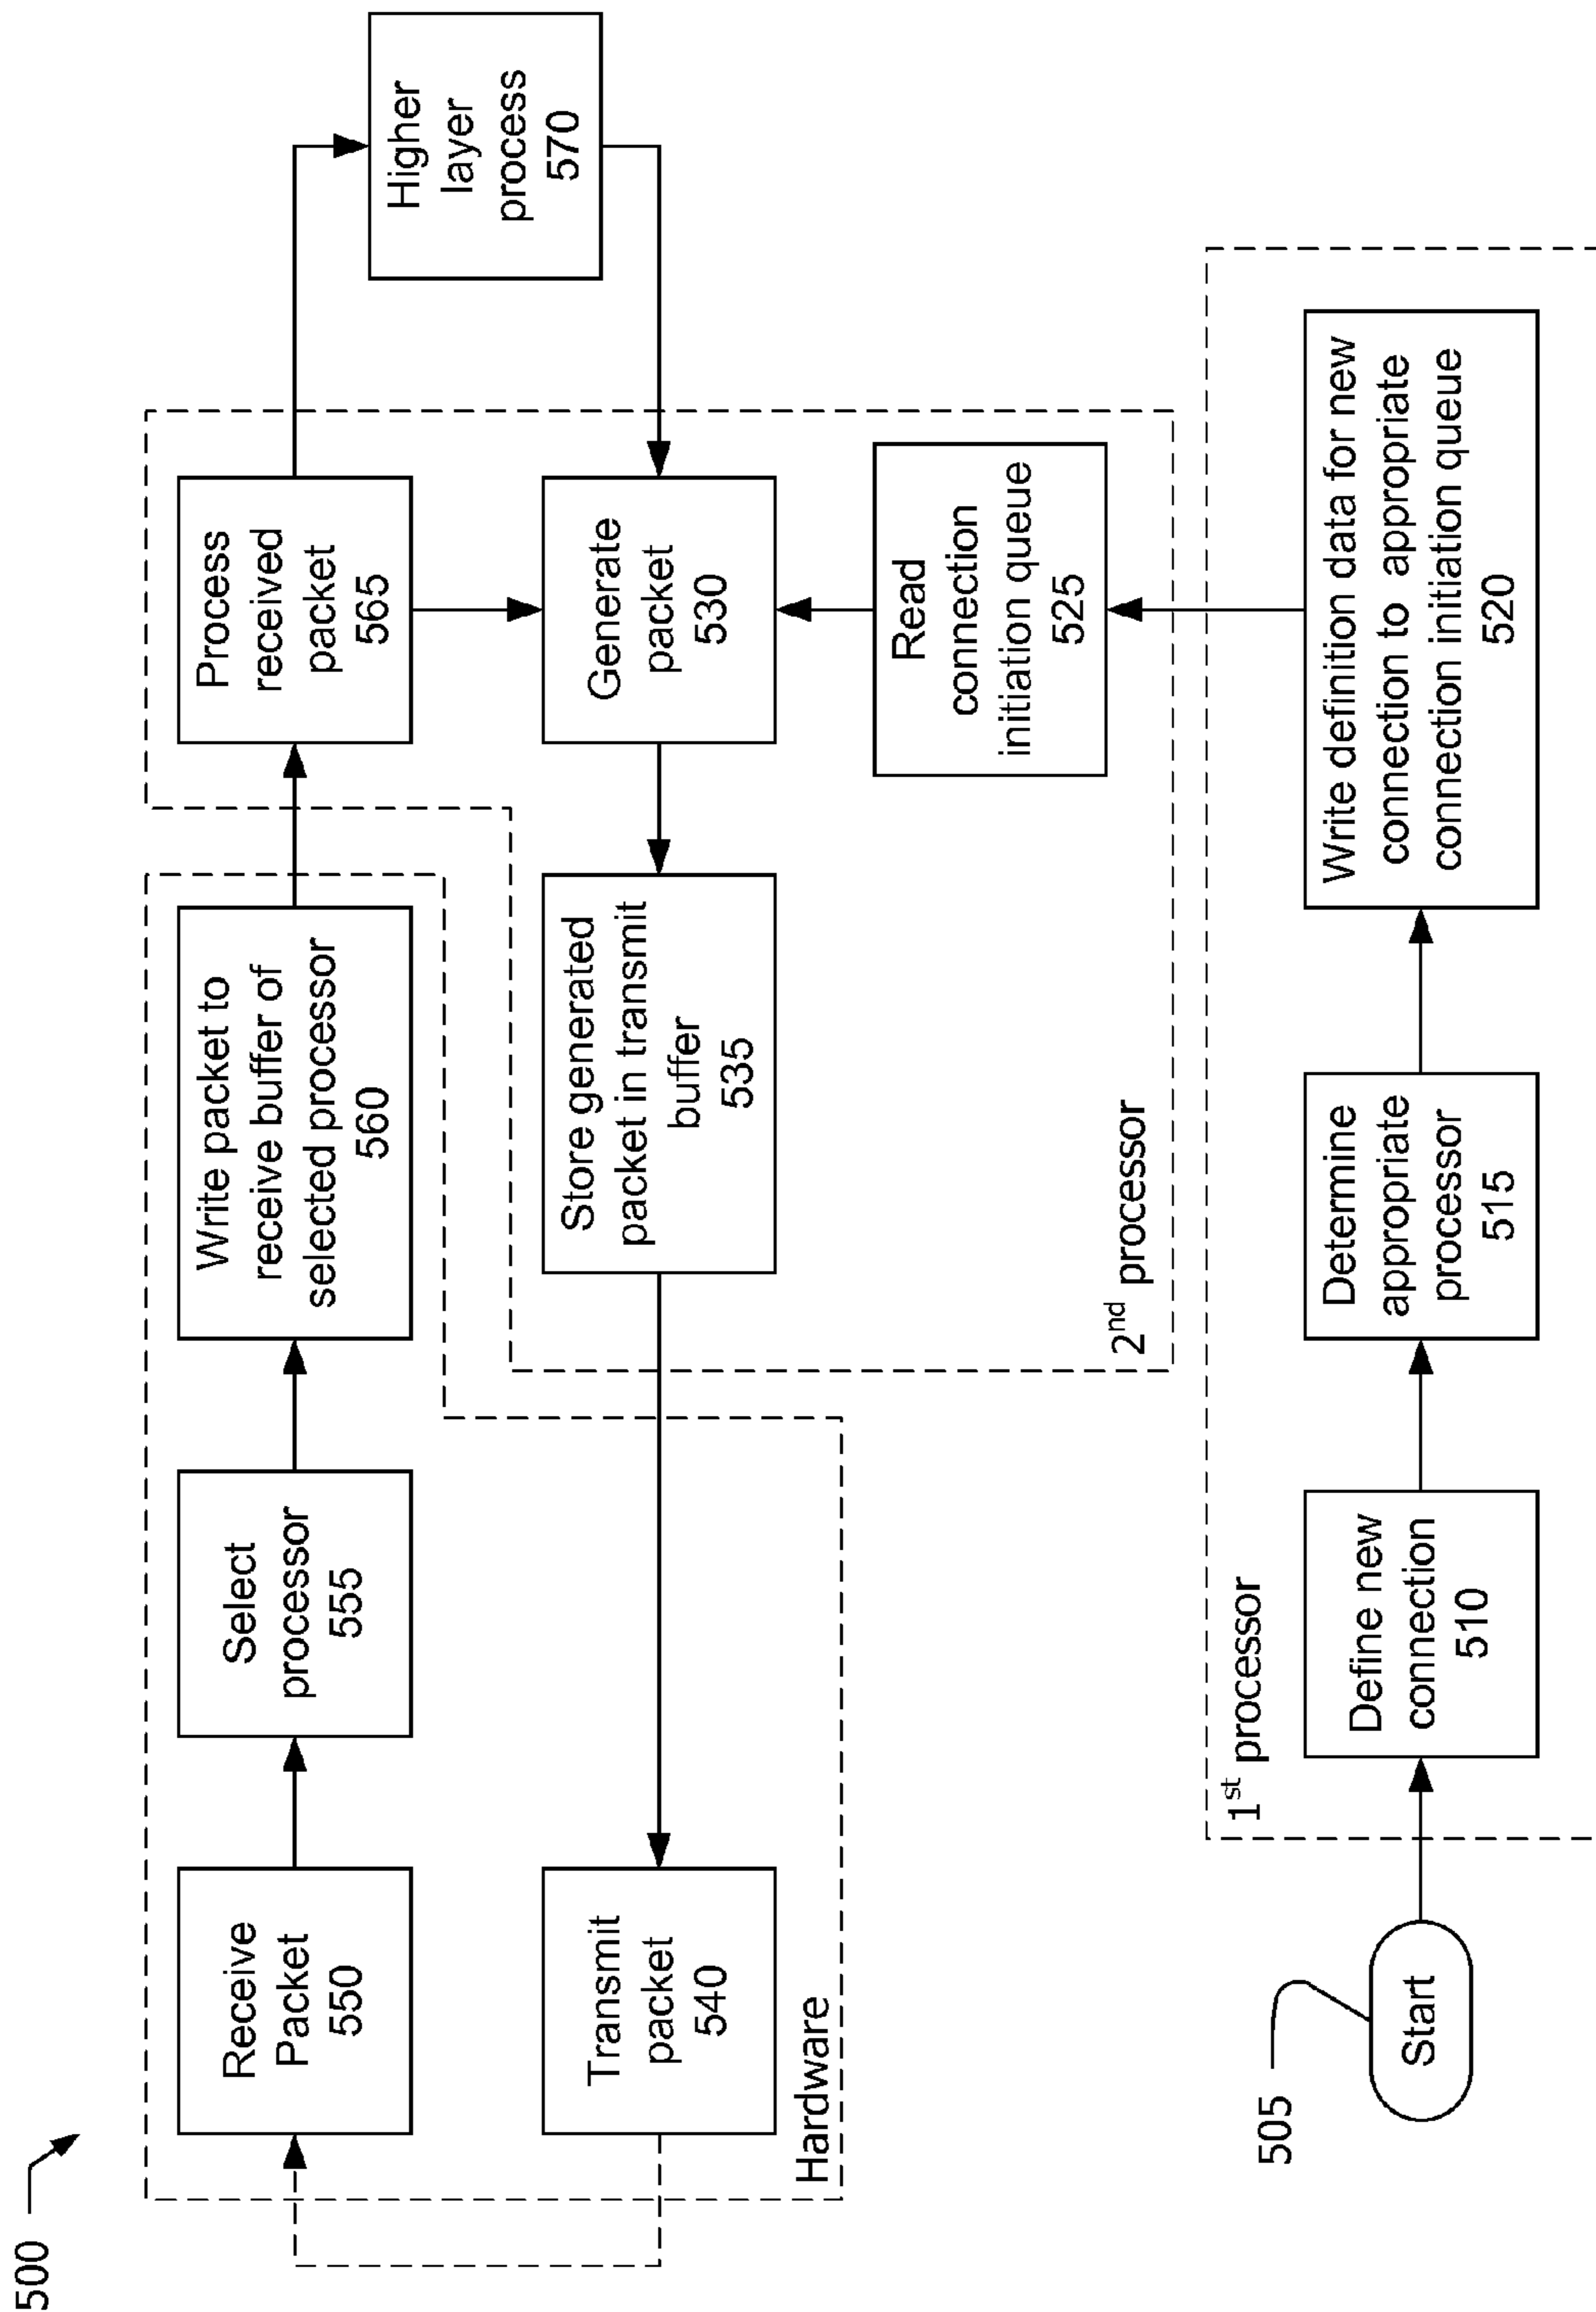 500
Receive
Packet
550
Select
processor
555
Write packet to
receive buffer of
selected processor
560
Process
received
packet
565
Higher
layer
process
570
Transmit
packet
540
Store generated
packet in transmit
buffer
535
Generate
packet
530
Hardware
Read
connection
initiation queue
525
2nd processor
1st processor
505
Start
Define new
connection
510
Determine
appropriate
processor
515
Write definition data for new
connection to appropriate
connection initiation queue
520